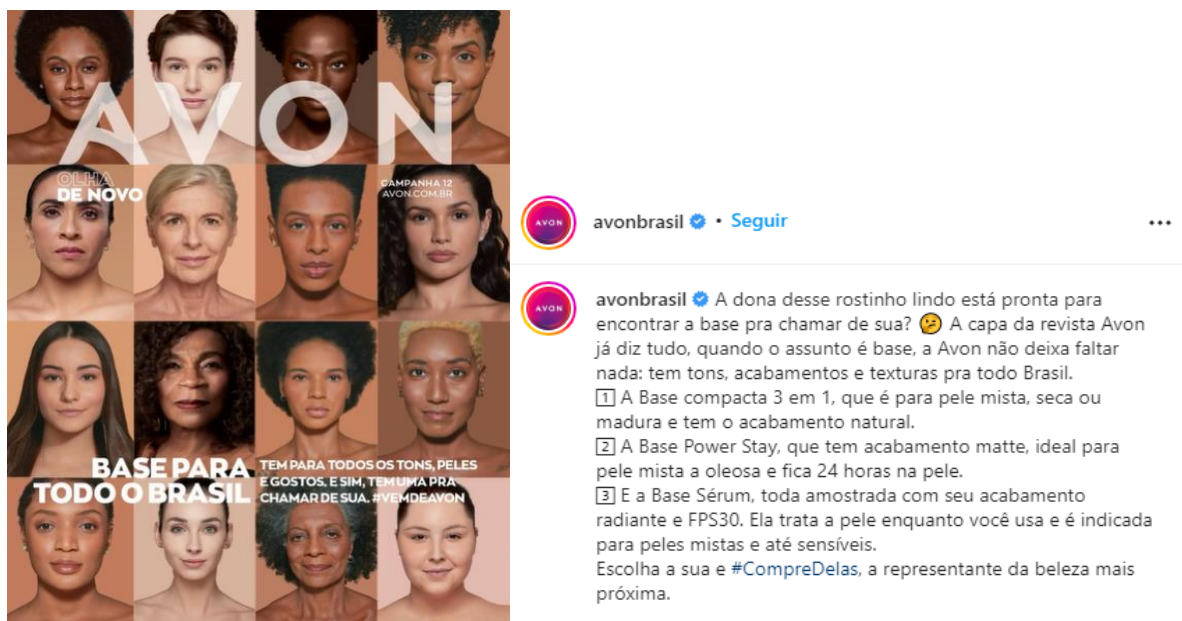 AVON
OLHA
DE NOVO
CAMPANHA 12
AVON.COM.BR
BASE PARA
TODO O BRASIL
TEM PARA TODOS OS TONS, PELES
E GOSTOS. E SIM, TEM UMA PRA
CHAMAR DE SUA. #VEMDEAVON
AVON
avonbrasil • Seguir
AVON
avonbrasil A dona desse rostinho lindo está pronta para
encontrar a base pra chamar de sua? 🤔 A capa da revista Avon
já diz tudo, quando o assunto é base, a Avon não deixa faltar
nada: tem tons, acabamentos e texturas pra todo Brasil.
1️⃣ A Base compacta 3 em 1, que é para pele mista, seca ou
madura e tem o acabamento natural.
2️⃣ A Base Power Stay, que tem acabamento matte, ideal para
pele mista a oleosa e fica 24 horas na pele.
3️⃣ E a Base Sérum, toda amostrada com seu acabamento
radiante e FPS30. Ela trata a pele enquanto você usa e é indicada
para peles mistas e até sensíveis.
Escolha a sua e #CompreDelas, a representante da beleza mais
próxima.